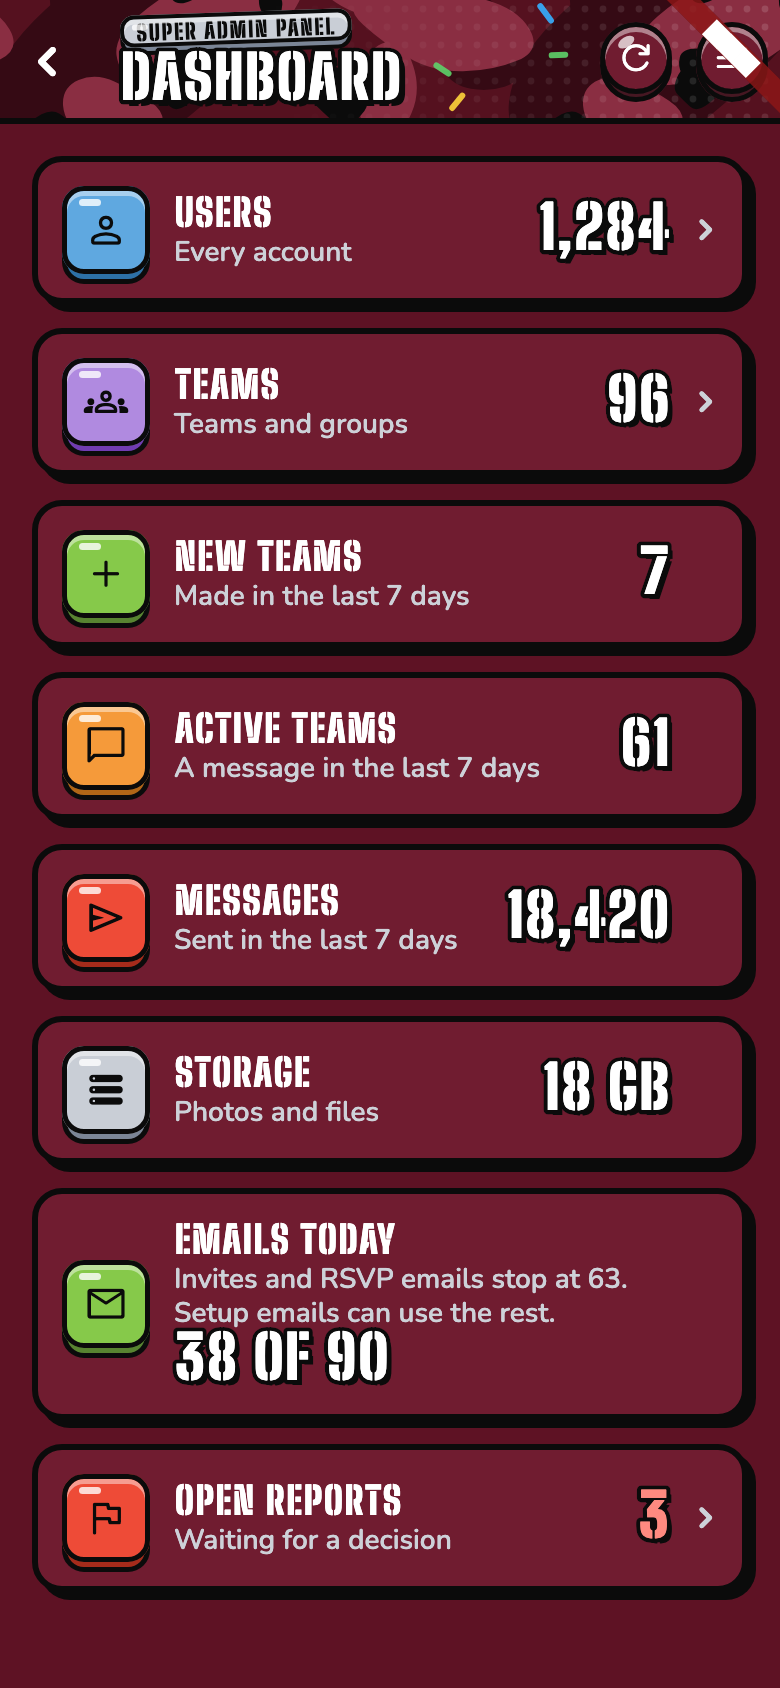 SUPER ADMIN PANEL
DASHBOARD
USERS
Every account
1,284
TEAMS
Teams and groups
96
NEW TEAMS
Made in the last 7 days
7
ACTIVE TEAMS
A message in the last 7 days
61
MESSAGES
Sent in the last 7 days
18,420
STORAGE
Photos and files
18 GB
EMAILS TODAY
Invites and RSVP emails stop at 63.
Setup emails can use the rest.
38 OF 90
OPEN REPORTS
Waiting for a decision
3